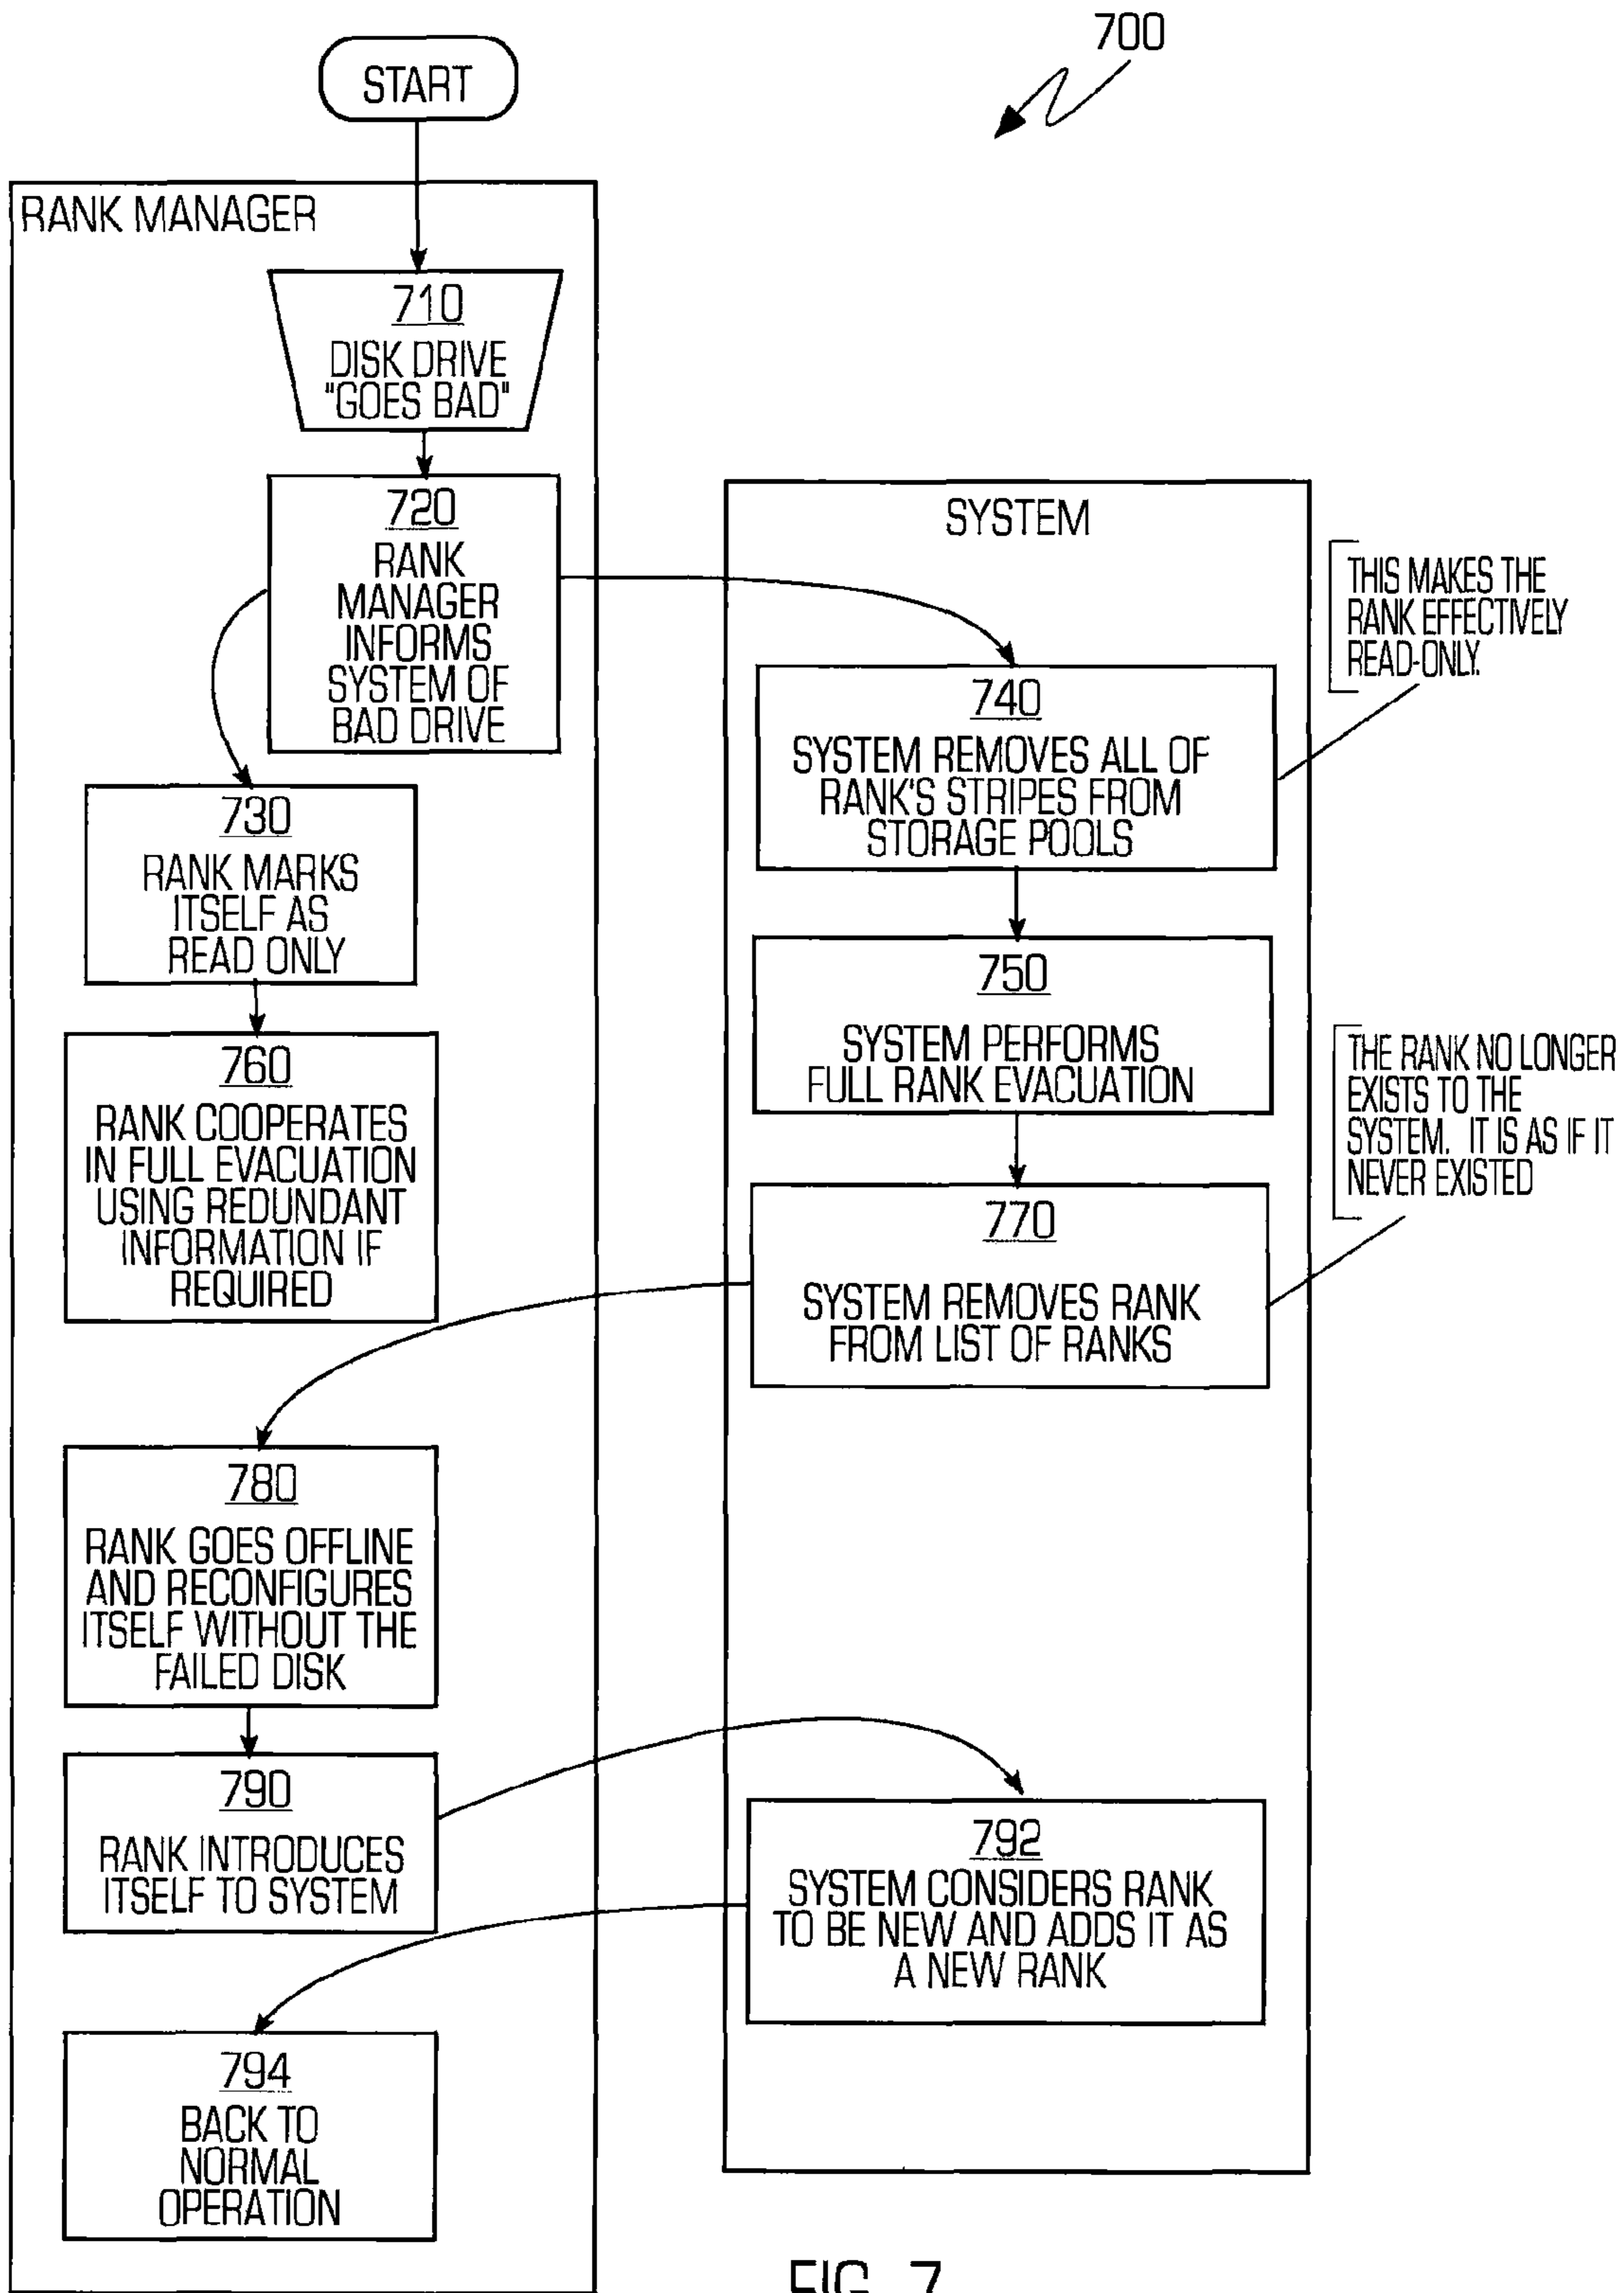 700
START
RANK MANAGER
710
DISK DRIVE
"GOES BAD"
720
RANK
MANAGER
INFORMS
SYSTEM OF
BAD DRIVE
SYSTEM
THIS MAKES THE
RANK EFFECTIVELY
READ-ONLY.
740
SYSTEM REMOVES ALL OF
RANK'S STRIPES FROM
STORAGE POOLS
730
RANK MARKS
ITSELF AS
READ ONLY
750
SYSTEM PERFORMS
FULL RANK EVACUATION
760
RANK COOPERATES
IN FULL EVACUATION
USING REDUNDANT
INFORMATION IF
REQUIRED
THE RANK NO LONGER
EXISTS TO THE
SYSTEM. IT IS AS IF IT
NEVER EXISTED
770
SYSTEM REMOVES RANK
FROM LIST OF RANKS
780
RANK GOES OFFLINE
AND RECONFIGURES
ITSELF WITHOUT THE
FAILED DISK
790
RANK INTRODUCES
ITSELF TO SYSTEM
792
SYSTEM CONSIDERS RANK
TO BE NEW AND ADDS IT AS
A NEW RANK
794
BACK TO
NORMAL
OPERATION
FIG. 7